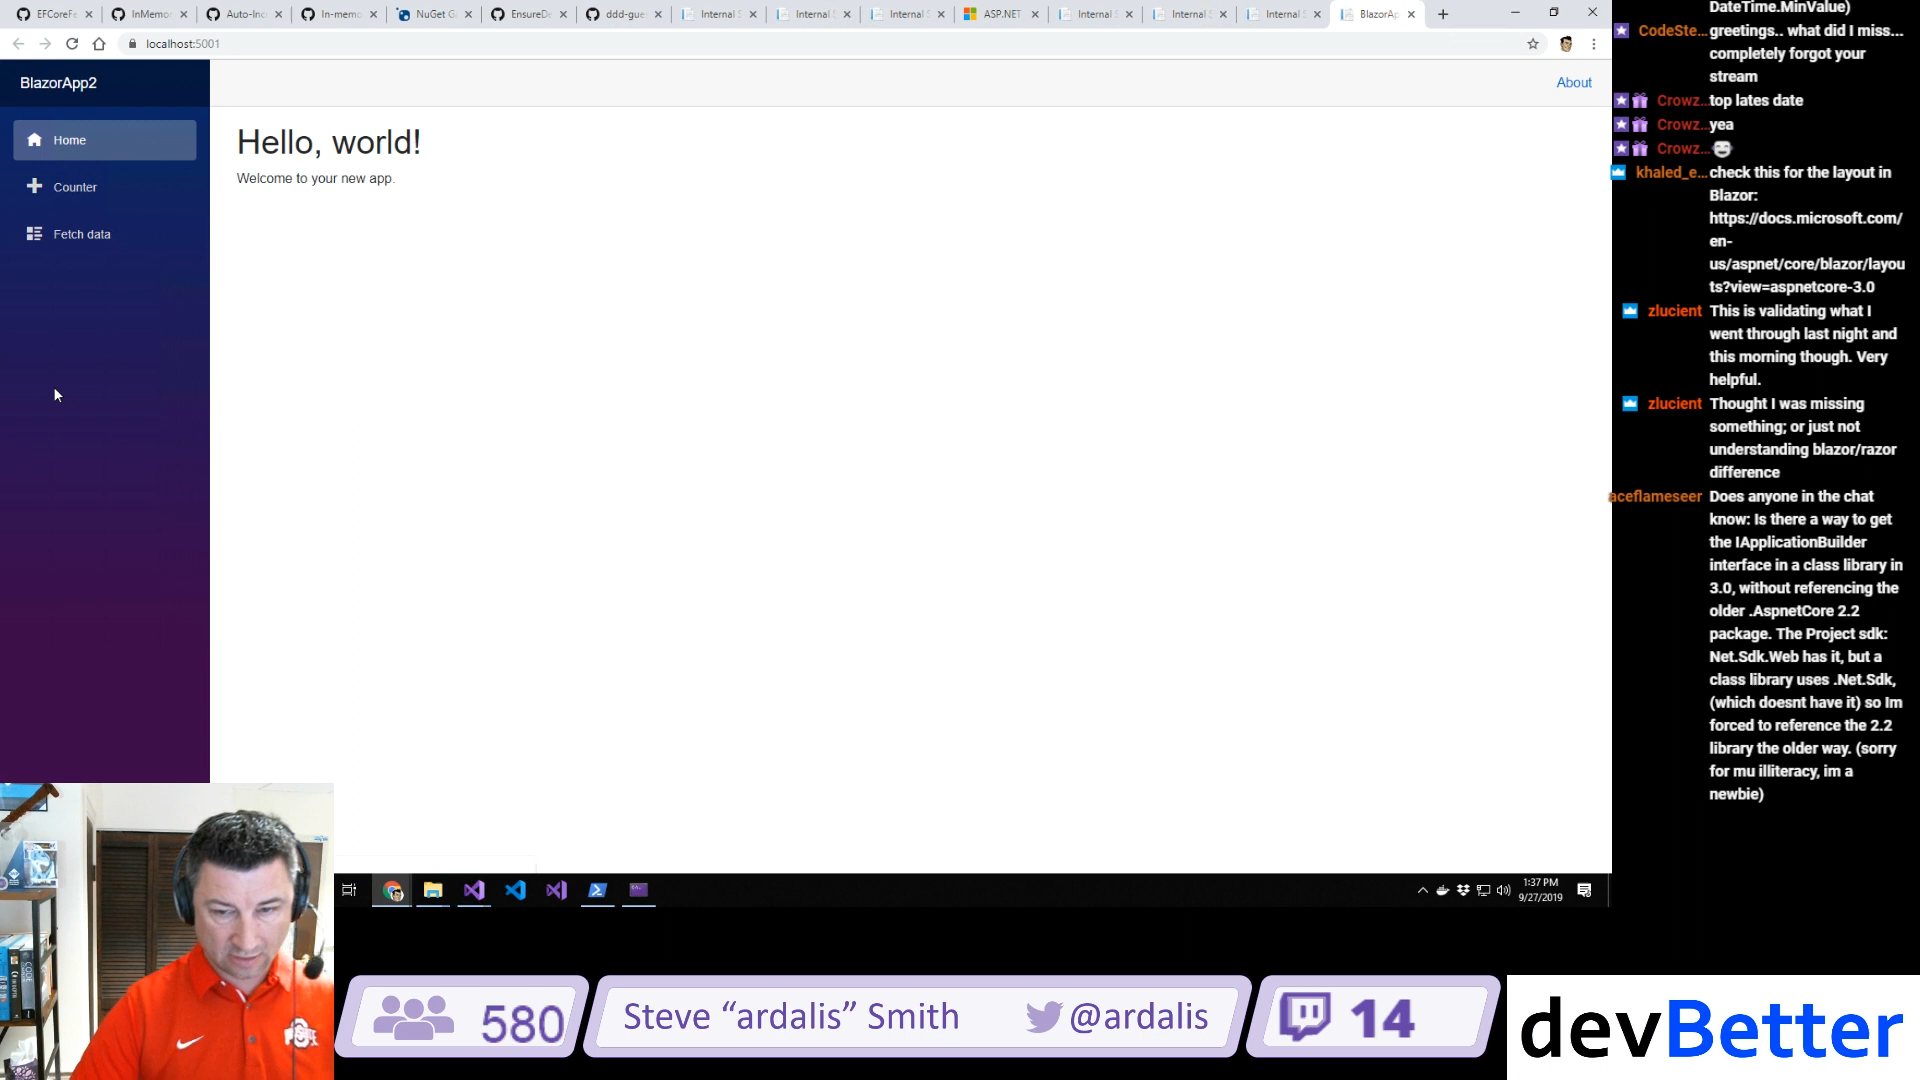 EFCoreFe
InMemo
Auto-Inc
In-memo
NuGet G
EnsureDe
ddd-gue
Internal S
Internal
Internal S
ASP.NET
Internal
Internal S
Internal S
BlazorAp
localhost:5001
BlazorApp2
About
Home
Counter
Fetch data
Hello, world!
Welcome to your new app.
DateTime.MinValue)
CodeSte... greetings.. what did I miss...
completely forgot your
stream
Crowz... top lates date
Crowz... yea
Crowz...
khaled_e... check this for the layout in
Blazor:
https://docs.microsoft.com/
en-
us/aspnet/core/blazor/layou
ts?view=aspnetcore-3.0
zlucient This is validating what I
went through last night and
this morning though. Very
helpful.
zlucient Thought I was missing
something; or just not
understanding blazor/razor
difference
aceflameseer Does anyone in the chat
know: Is there a way to get
the IApplicationBuilder
interface in a class library in
3.0, without referencing the
older .AspnetCore 2.2
package. The Project sdk:
Net.Sdk.Web has it, but a
class library uses .Net.Sdk,
(which doesnt have it) so Im
forced to reference the 2.2
library the older way. (sorry
for mu illiteracy, im a
newbie)
1:37 PM
9/27/2019
580
Steve “ardalis” Smith
@ardalis
14
devBetter